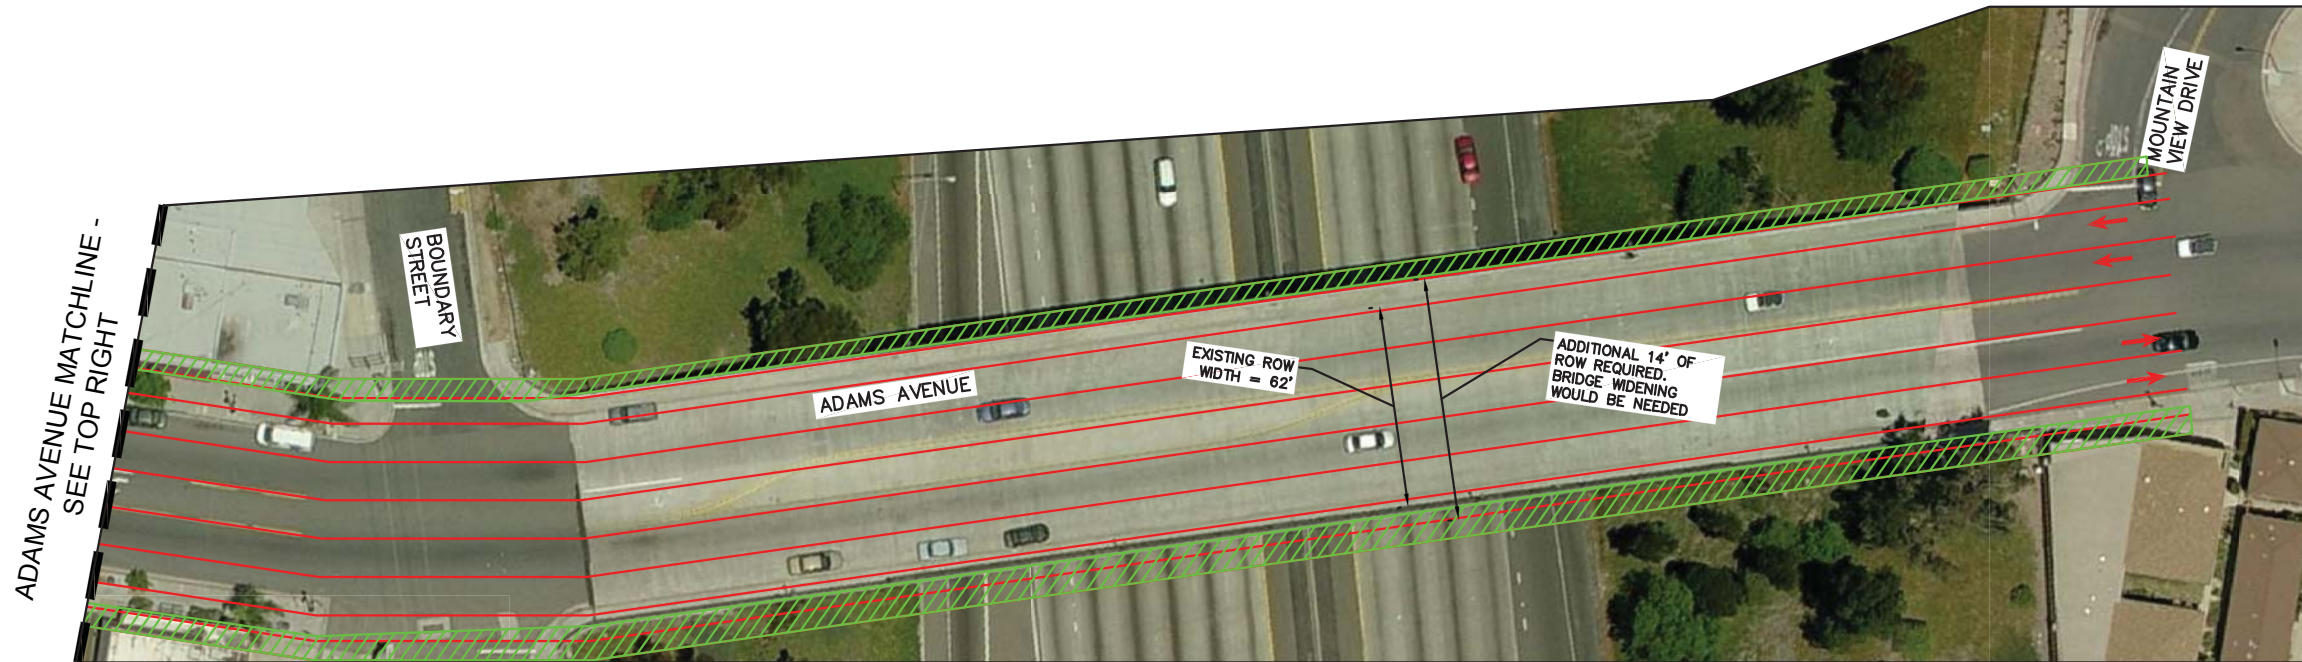 ADAMS AVENUE MATCHLINE -
SEE TOP RIGHT
BOUNDARY
STREET
ADAMS AVENUE
EXISTING ROW
WIDTH = 62'
ADDITIONAL 14' OF
ROW REQUIRED.
BRIDGE WIDENING
WOULD BE NEEDED
MOUNTAIN
VIEW DRIVE